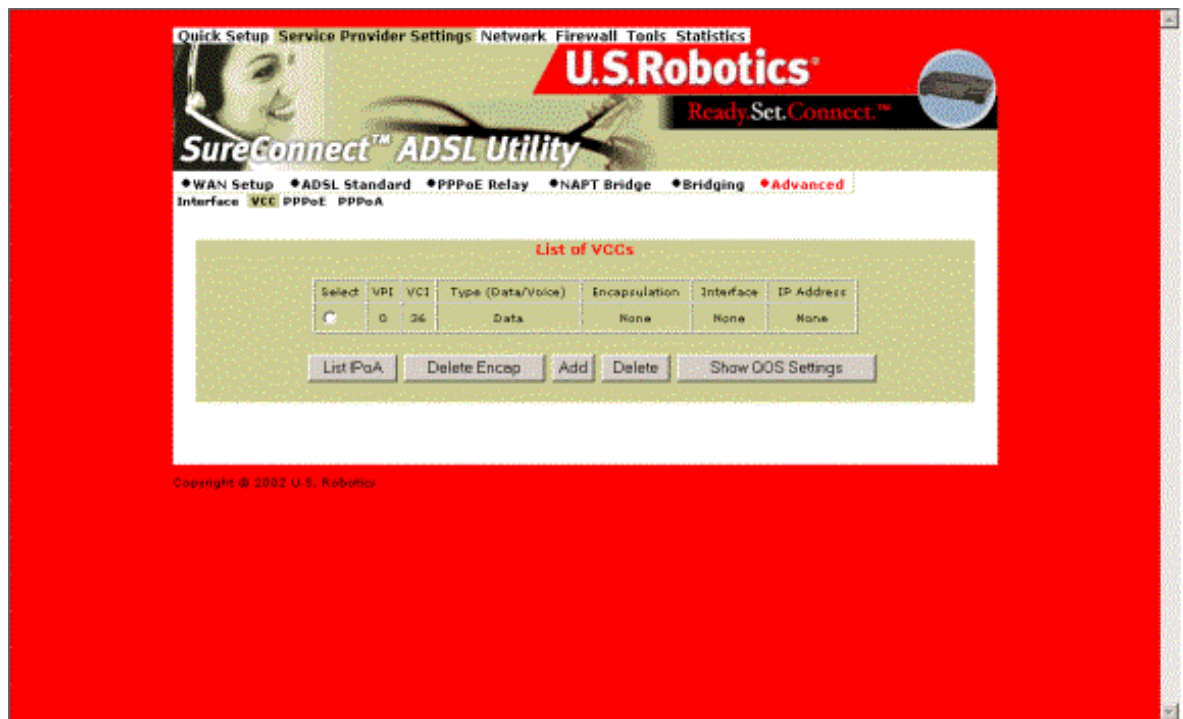 Quick Setup Service Provider Settings Network Firewall Tools Statistics
U.S.Robotics
Ready.Set.Connect.™
SureConnect™ ADSL Utility
WAN Setup ADSL Standard PPPoE Relay NAPT Bridge Bridging Advanced
Interface VCC PPPoE PPPoA
List of VCCs
Select VPI VCI Type (Data/Voice) Encapsulation Interface IP Address
0 36 Data None None None
List IPoA Delete Encap Add Delete Show QOS Settings
Copyright @ 2002 U.S. Robotics